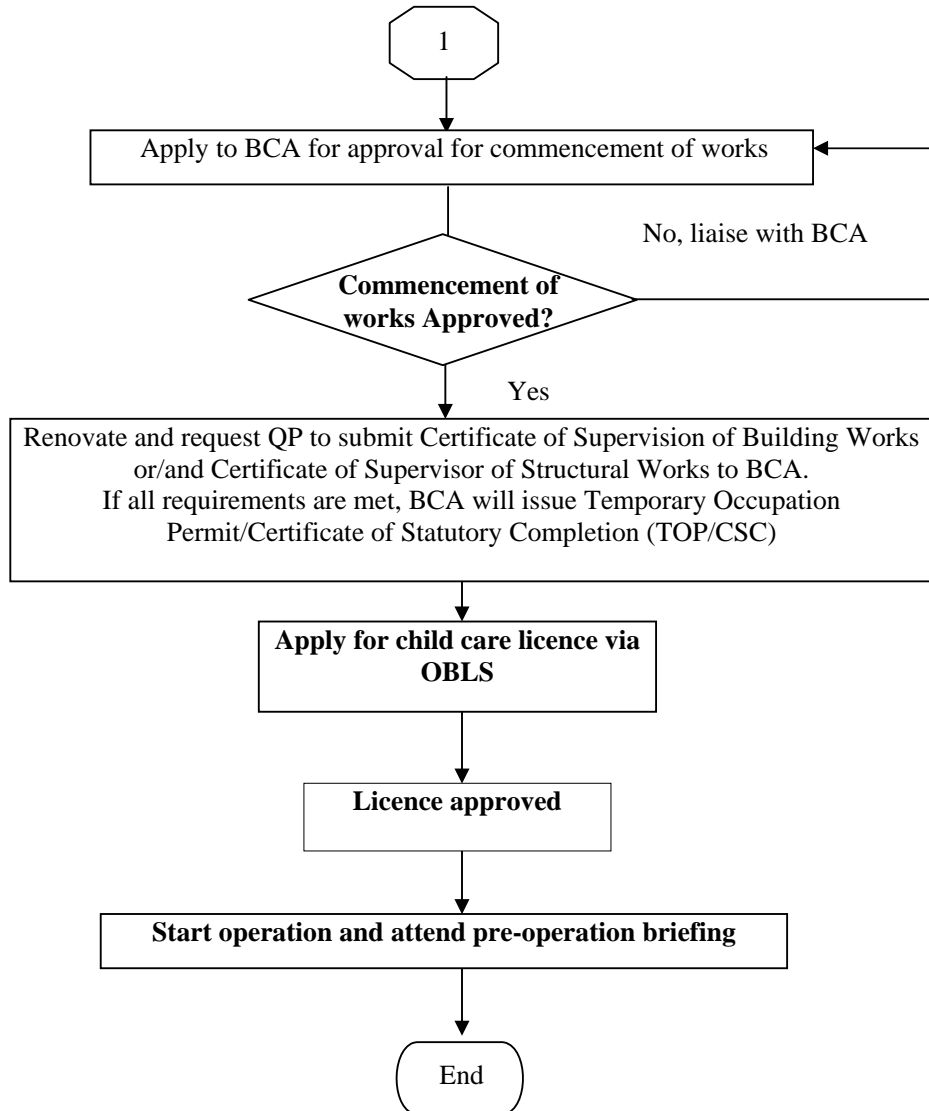 1
Apply to BCA for approval for commencement of works
No, liaise with BCA
Commencement of
works Approved?
Yes
Renovate and request QP to submit Certificate of Supervision of Building Works
or/and Certificate of Supervisor of Structural Works to BCA.
If all requirements are met, BCA will issue Temporary Occupation
Permit/Certificate of Statutory Completion (TOP/CSC)
Apply for child care licence via
OBLS
Licence approved
Start operation and attend pre-operation briefing
End